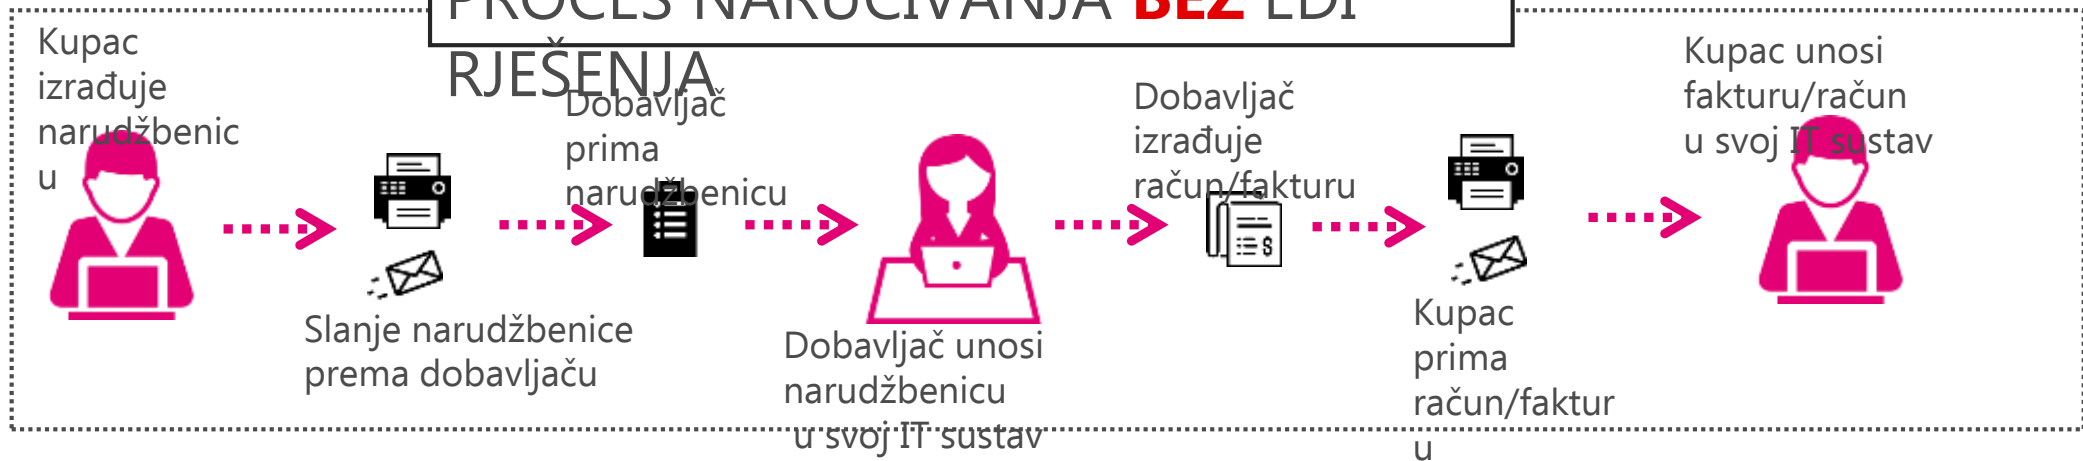 PROCES NARUČIVANJA BEZ EDI
RJEŠENJA
Kupac
izrađuje
narudžbenic
u
Slanje narudžbenice
prema dobavljaču
Dobavljač
prima
narudžbenicu
Dobavljač unosi
narudžbenicu
u svoj IT sustav
Dobavljač
izrađuje
račun/fakturu
Kupac
prima
račun/faktur
u
Kupac unosi
fakturu/račun
u svoj IT sustav